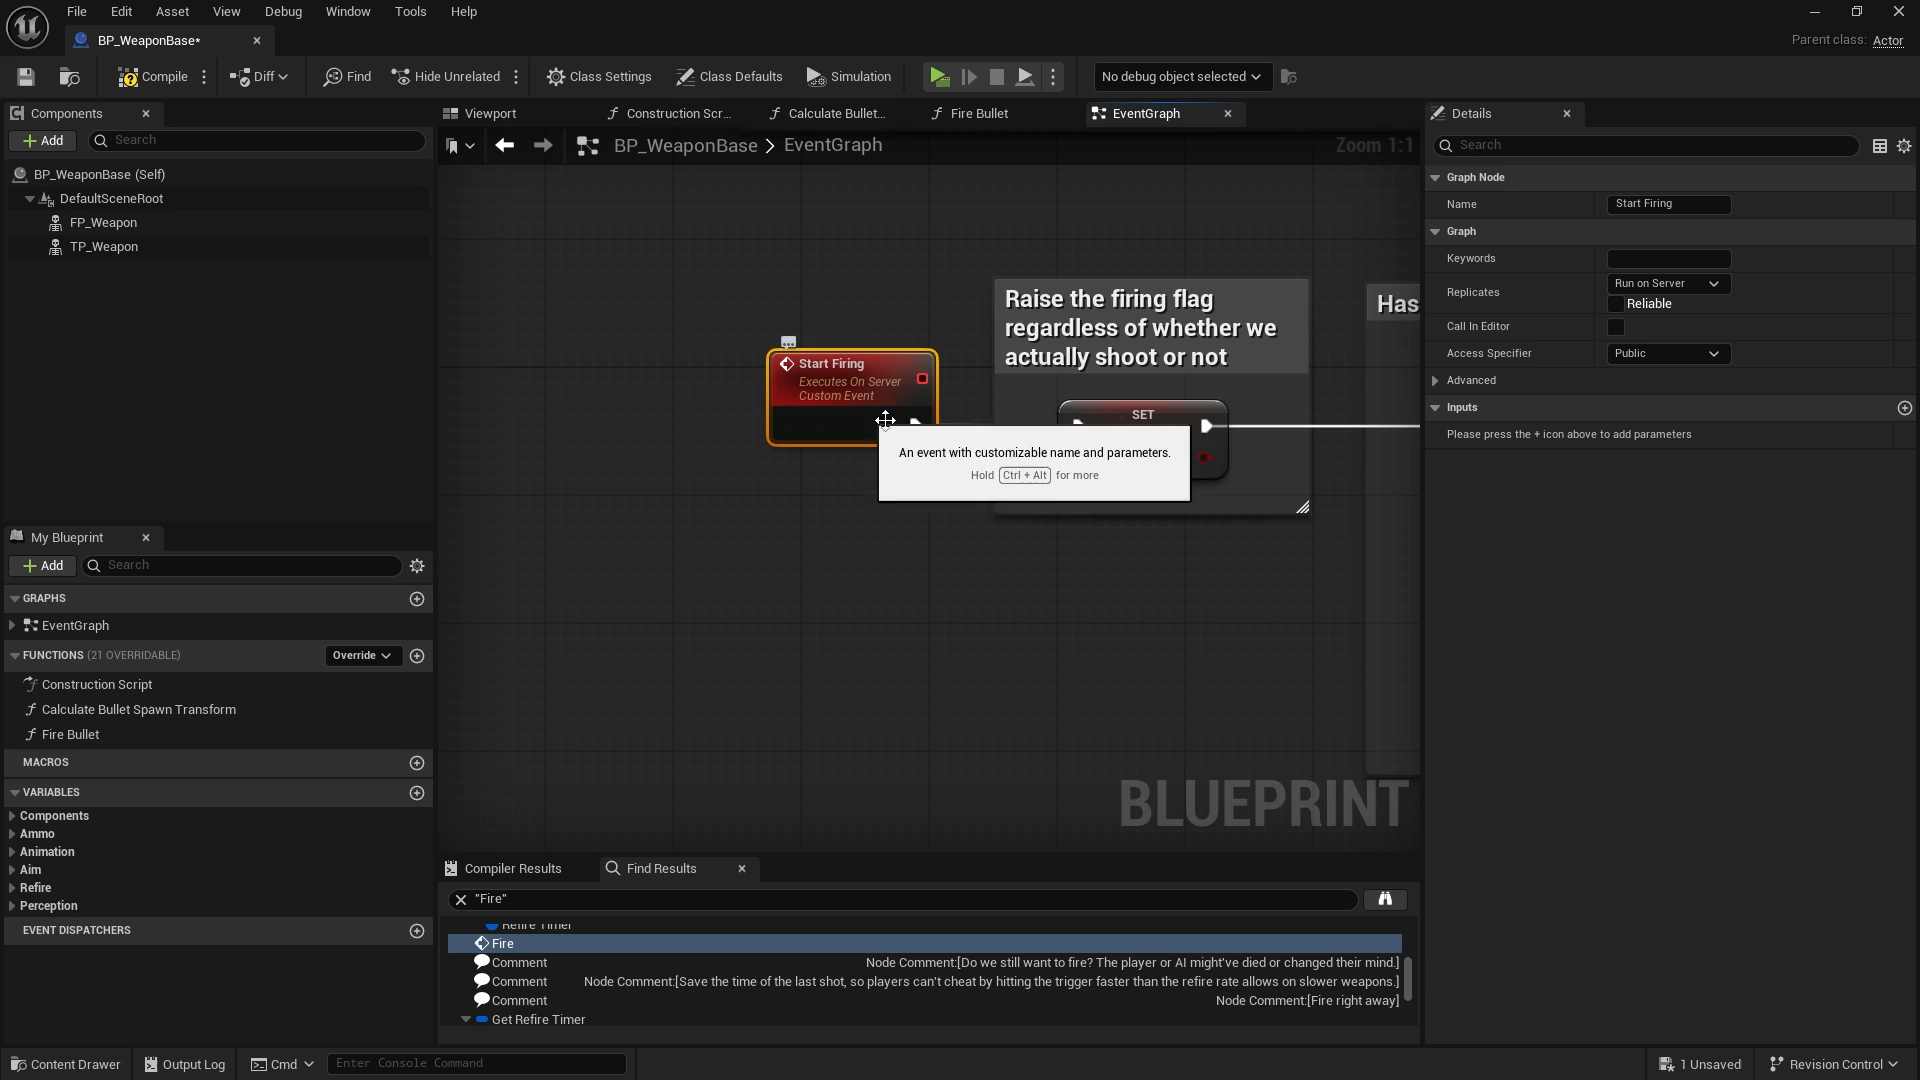 File Edit Asset View Debug Window Tools Help
BP_WeaponBase*
Parent class: Actor
Compile Diff Find Hide Unrelated Class Settings Class Defaults Simulation No debug object selected
Components
Add Search
BP_WeaponBase (Self)
DefaultSceneRoot
FP_Weapon
TP_Weapon
My Blueprint
Add Search
GRAPHS
EventGraph
FUNCTIONS (21 OVERRIDABLE) Override
Construction Script
Calculate Bullet Spawn Transform
Fire Bullet
MACROS
VARIABLES
Components
Ammo
Animation
Aim
Refire
Perception
EVENT DISPATCHERS
Viewport Construction Scr... Calculate Bullet... Fire Bullet EventGraph
BP_WeaponBase > EventGraph Zoom 1:1
Raise the firing flag
regardless of whether we
actually shoot or not
Has
Start Firing
Executes On Server
Custom Event
SET
An event with customizable name and parameters.
Hold Ctrl + Alt for more
BLUEPRINT
Compiler Results Find Results
"Fire"
Refire Timer
Fire
Comment Node Comment:[Do we still want to fire? The player or AI might've died or changed their mind.]
Comment Node Comment:[Save the time of the last shot, so players can't cheat by hitting the trigger faster than the refire rate allows on slower weapons.]
Comment Node Comment:[Fire right away]
Get Refire Timer
Details
Search
Graph Node
Name Start Firing
Graph
Keywords
Replicates Run on Server
Reliable
Call In Editor
Access Specifier Public
Advanced
Inputs
Please press the + icon above to add parameters
Content Drawer Output Log Cmd Enter Console Command 1 Unsaved Revision Control